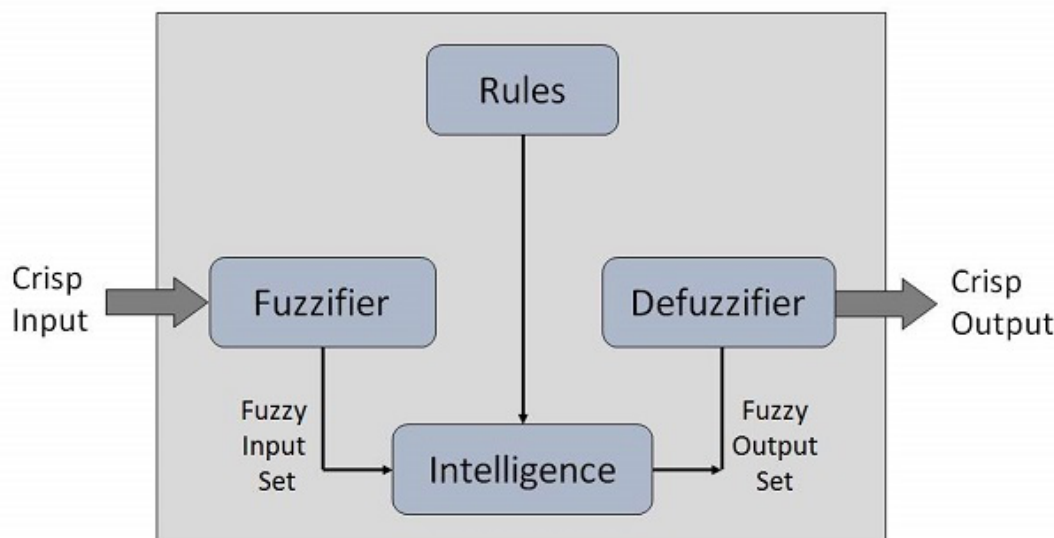 Rules
Crisp
Input
Fuzzifier
Defuzzifier
Crisp
Output
Fuzzy
Input
Set
Intelligence
Fuzzy
Output
Set